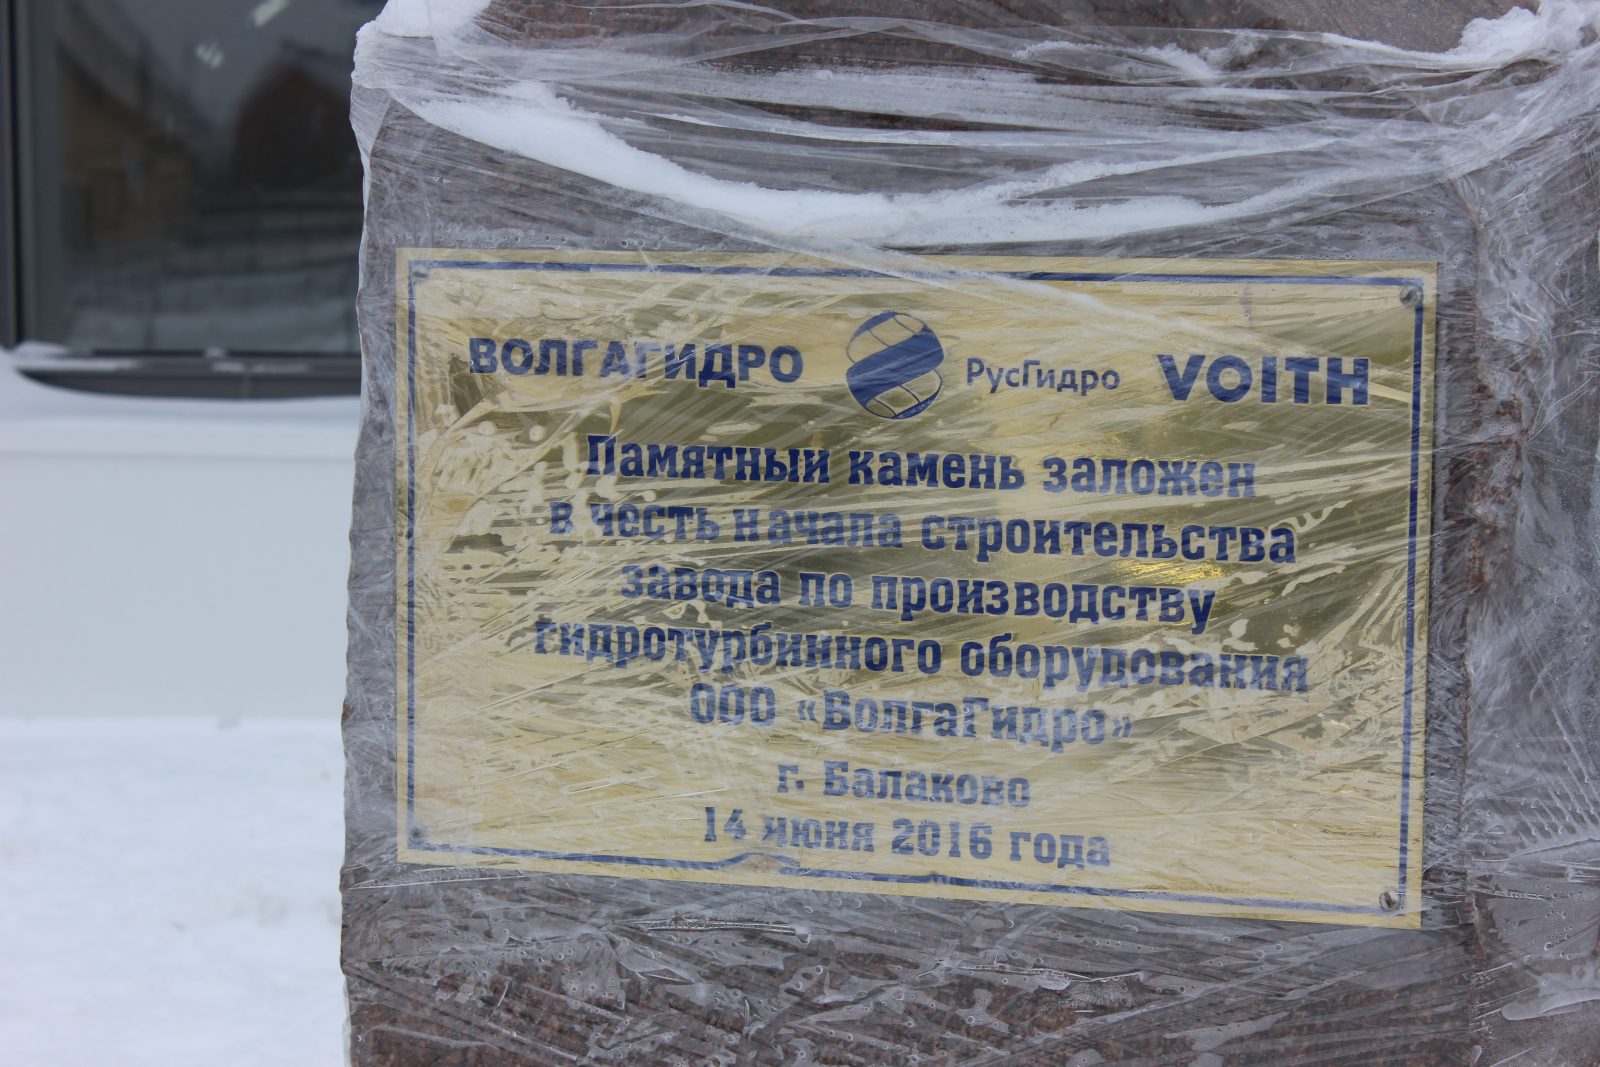 ВОЛГАГИДРО РусГидро VOITH
Памятный камень заложен
в честь начала строительства
завода по производству
гидротурбинного оборудования
ООО «ВолгаГидро»
г. Балаково
14 июня 2016 года